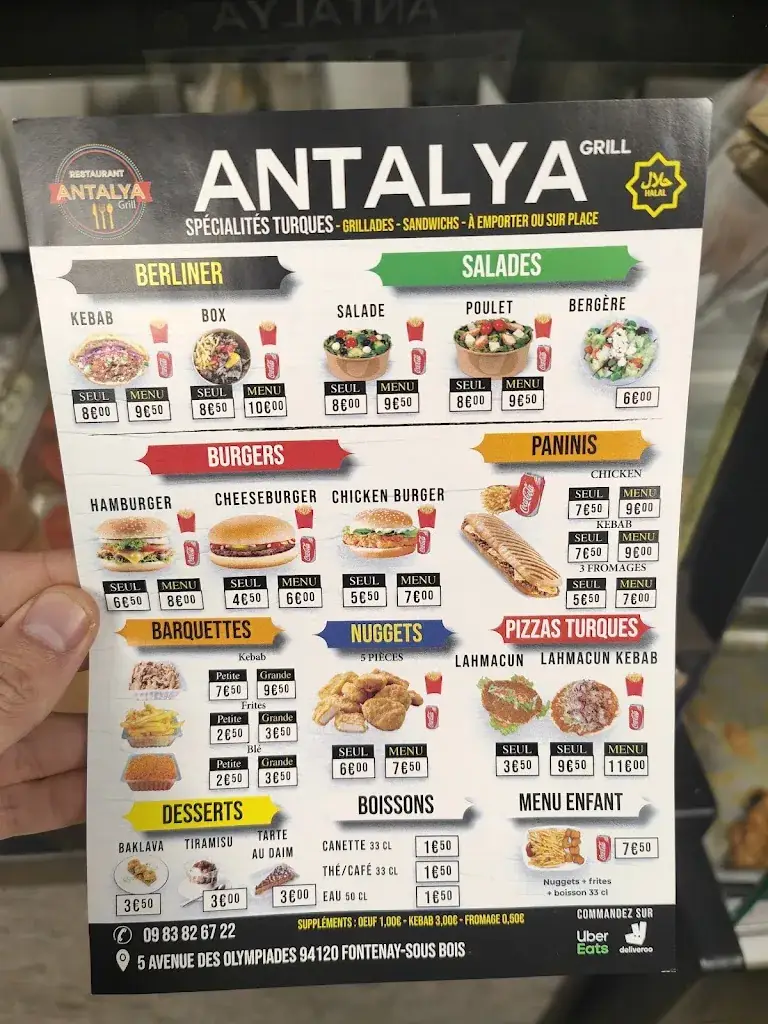 RESTAURANT
ANTALYA
Grill
ANTALYA GRILL
حلال
HALAL
SPÉCIALITÉS TURQUES - GRILLADES - SANDWICHS - À EMPORTER OU SUR PLACE
BERLINER
KEBAB
SEUL MENU
8€00 9€50
BOX
SEUL MENU
8€50 10€00
SALADES
SALADE
SEUL MENU
8€00 9€50
POULET
SEUL MENU
8€00 9€50
BERGÈRE
6€00
BURGERS
HAMBURGER
SEUL MENU
6€50 8€00
CHEESEBURGER
SEUL MENU
4€50 6€00
CHICKEN BURGER
SEUL MENU
5€50 7€00
PANINIS
Coca-Cola
CHICKEN
SEUL MENU
7€50 9€00
KEBAB
SEUL MENU
7€50 9€00
3 FROMAGES
SEUL MENU
5€50 7€00
BARQUETTES
Kebab
Petite Grande
7€50 9€50
Frites
Petite Grande
2€50 3€50
Blé
Petite Grande
2€50 3€50
NUGGETS
5 PIÈCES
SEUL MENU
6€00 7€50
PIZZAS TURQUES
LAHMACUN LAHMACUN KEBAB
SEUL SEUL MENU
3€50 9€50 11€00
DESSERTS
BAKLAVA
3€50
TIRAMISU
3€00
TARTE
AU DAIM
3€00
BOISSONS
CANETTE 33 CL 1€50
THÉ/CAFÉ 33 CL 1€50
EAU 50 CL 1€50
MENU ENFANT
7€50
Nuggets + frites
+ boisson 33 cl
SUPPLÉMENTS : OEUF 1,00€ - KEBAB 3,00€ - FROMAGE 0,50€
09 83 82 67 22
5 AVENUE DES OLYMPIADES 94120 FONTENAY-SOUS BOIS
COMMANDEZ SUR
Uber
Eats
deliveroo